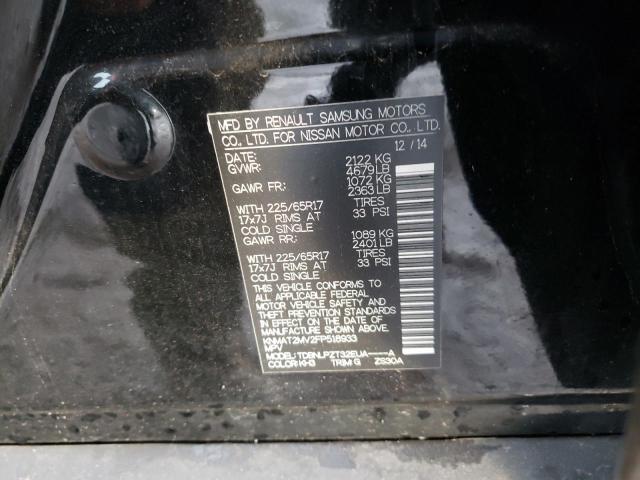 MFD BY RENAULT SAMSUNG MOTORS
CO., LTD. FOR NISSAN MOTOR CO., LTD.
DATE: 12/14
GVWR: 2122 KG
4679 LB
GAWR FR: 1072 KG
2363 LB
WITH 225/65R17 TIRES
17x7J RIMS AT 33 PSI
COLD SINGLE
GAWR RR: 1089 KG
2401 LB
WITH 225/65R17 TIRES
17x7J RIMS AT 33 PSI
COLD SINGLE
THIS VEHICLE CONFORMS TO
ALL APPLICABLE FEDERAL
MOTOR VEHICLE SAFETY AND
THEFT PREVENTION STANDARDS
IN EFFECT ON THE DATE OF
MANUFACTURE SHOWN ABOVE.
KNMAT2MV2FP518933
MPV
MODEL:TDBNLPZT32EUA-----A
COLOR:KH3 TRIM:G ZS30A